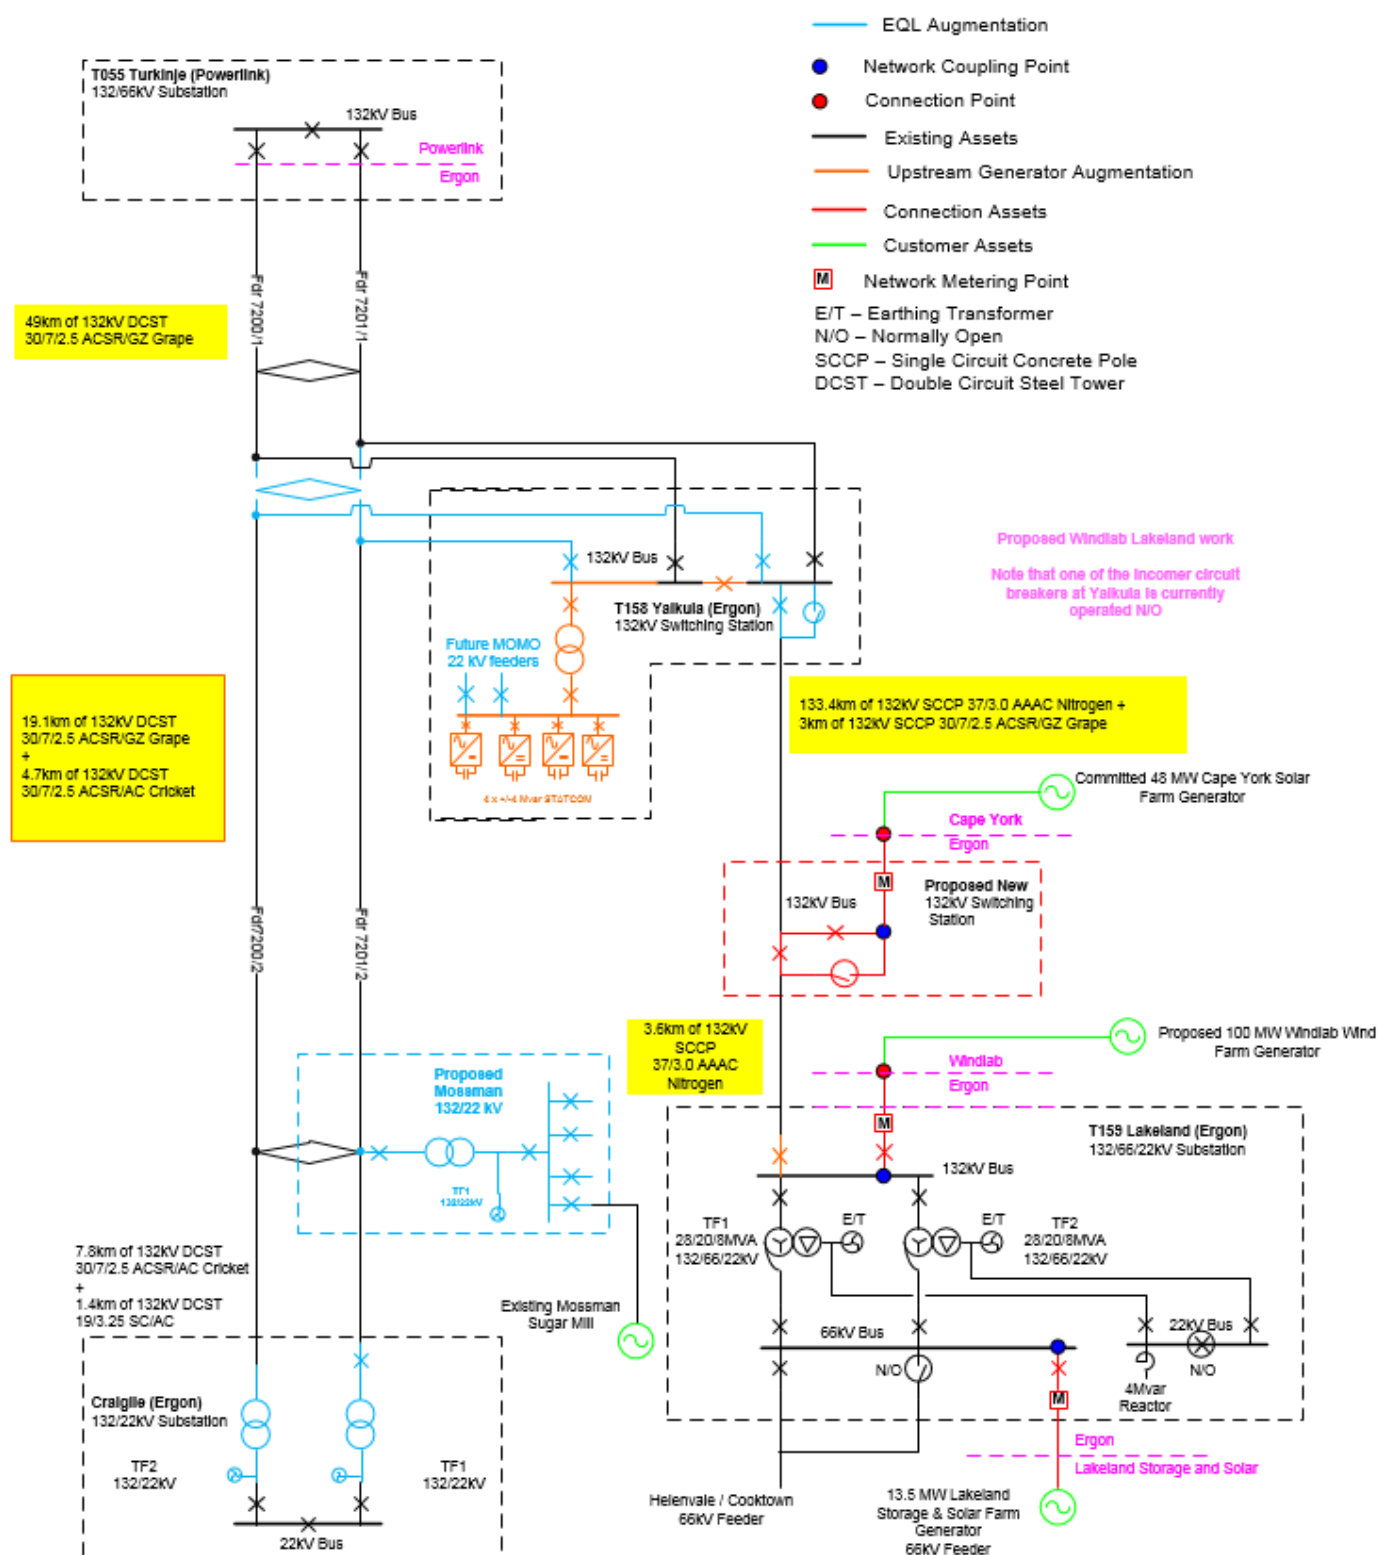 EQL Augmentation
Network Coupling Point
Connection Point
Existing Assets
Upstream Generator Augmentation
Connection Assets
Customer Assets
M
Network Metering Point
E/T – Earthing Transformer
N/O – Normally Open
SCCP – Single Circuit Concrete Pole
DCST – Double Circuit Steel Tower
T055 Turkinje (Powerlink)
132/66kV Substation
132kV Bus
Powerlink
Ergon
Fdr 7200/1
Fdr 7201/1
49km of 132kV DCST
30/7/2.5 ACSR/GZ Grape
Proposed Windlab Lakeland work
Note that one of the incomer circuit
breakers at Yalkula is currently
operated N/O
132kV Bus
T158 Yalkula (Ergon)
132kV Switching Station
Future MOMO
22 kV feeders
4 x +/-4 Mvar STATCOM
19.1km of 132kV DCST
30/7/2.5 ACSR/GZ Grape
+
4.7km of 132kV DCST
30/7/2.5 ACSR/AC Cricket
133.4km of 132kV SCCP 37/3.0 AAAC Nitrogen +
3km of 132kV SCCP 30/7/2.5 ACSR/GZ Grape
Committed 48 MW Cape York Solar
Farm Generator
Cape York
Ergon
M
Proposed New
132kV Switching
Station
132kV Bus
Fdr7200/2
Fdr 7201/2
3.6km of 132kV
SCCP
37/3.0 AAAC
Nitrogen
Proposed 100 MW Windlab Wind
Farm Generator
Windlab
Ergon
Proposed
Mossman
132/22 kV
TF1
132/22kV
M
T159 Lakeland (Ergon)
132/66/22kV Substation
132kV Bus
TF1
28/20/8MVA
132/66/22kV
E/T
E/T
TF2
28/20/8MVA
132/66/22kV
7.8km of 132kV DCST
30/7/2.5 ACSR/AC Cricket
+
1.4km of 132kV DCST
19/3.25 SC/AC
Existing Mossman
Sugar Mill
66kV Bus
22kV Bus
N/O
N/O
4Mvar
Reactor
M
Craiglie (Ergon)
132/22kV Substation
TF2
132/22kV
TF1
132/22kV
22kV Bus
Ergon
Lakeland Storage and Solar
Helenvale / Cooktown
66kV Feeder
13.5 MW Lakeland
Storage & Solar Farm
Generator
66kV Feeder